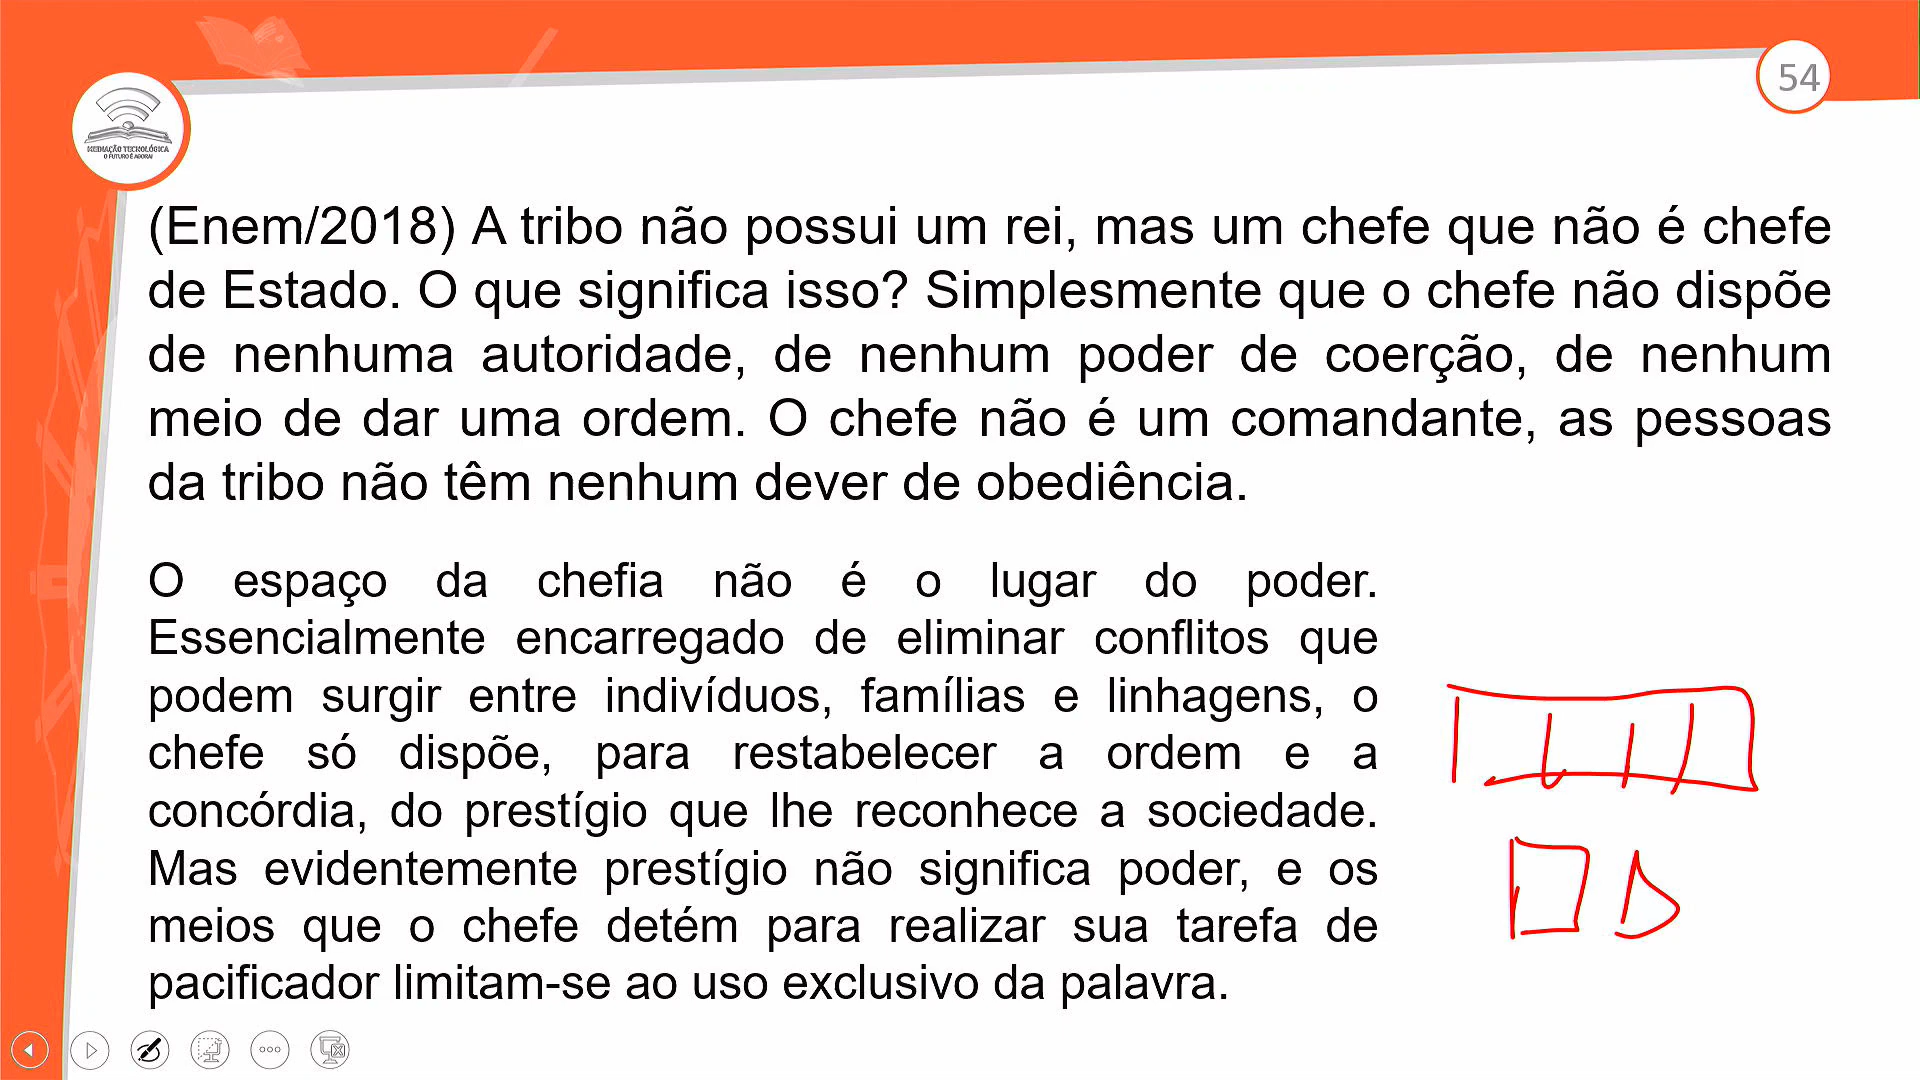 54
MEDIAÇÃO TECNOLÓGICA
O FUTURO É AGORA!
(Enem/2018) A tribo não possui um rei, mas um chefe que não é chefe
de Estado. O que significa isso? Simplesmente que o chefe não dispõe
de nenhuma autoridade, de nenhum poder de coerção, de nenhum
meio de dar uma ordem. O chefe não é um comandante, as pessoas
da tribo não têm nenhum dever de obediência.
O espaço da chefia não é o lugar do poder.
Essencialmente encarregado de eliminar conflitos que
podem surgir entre indivíduos, famílias e linhagens, o
chefe só dispõe, para restabelecer a ordem e a
concórdia, do prestígio que lhe reconhece a sociedade.
Mas evidentemente prestígio não significa poder, e os
meios que o chefe detém para realizar sua tarefa de
pacificador limitam-se ao uso exclusivo da palavra.